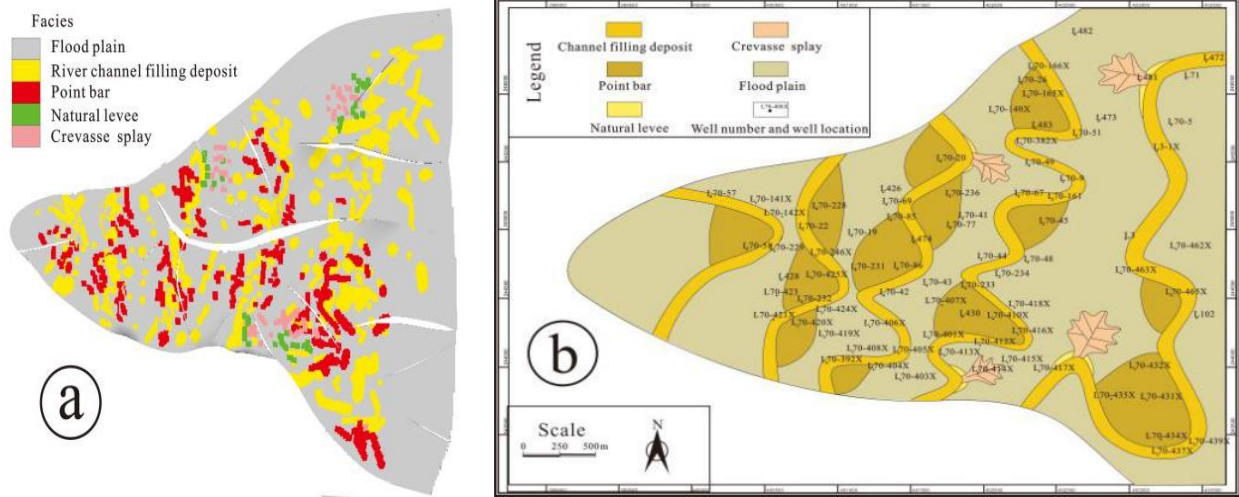 Facies
Flood plain
River channel filling deposit
Point bar
Natural levee
Crevasse splay
a
Legend
Channel filling deposit
Crevasse splay
Point bar
Flood plain
Natural levee
Well number and well location
L70-57
L70-141X
L70-142X
L70-228
L70-22
L70-229
L70-246X
L428
L70-425X
L70-423
L70-232
L70-424X
L70-421X
L70-420X
L70-419X
L70-408X
L70-392X
L70-404X
L70-403X
L70-405X
L70-406X
L70-20
L426
L70-236
L70-69
L70-85
L70-41
L70-77
L70-19
L474
L70-231
L70-86
L70-42
L70-43
L70-44
L70-48
L70-234
L70-233
L70-407X
L430
L70-418X
L70-410X
L70-416X
L70-401X
L70-413X
L70-415X
L70-414X
L70-417X
L482
L70-166X
L70-26
L70-165X
L70-140X
L483
L70-51
L70-382X
L473
L70-49
L70-9
L70-67
L70-161
L70-45
L472
L481
L71
L70-5
L3-1X
L3
L70-462X
L70-463X
L70-465X
L102
L70-432X
L70-435X
L70-431X
L70-434X
L70-439X
L70-437X
b
Scale
0 250 500m
N